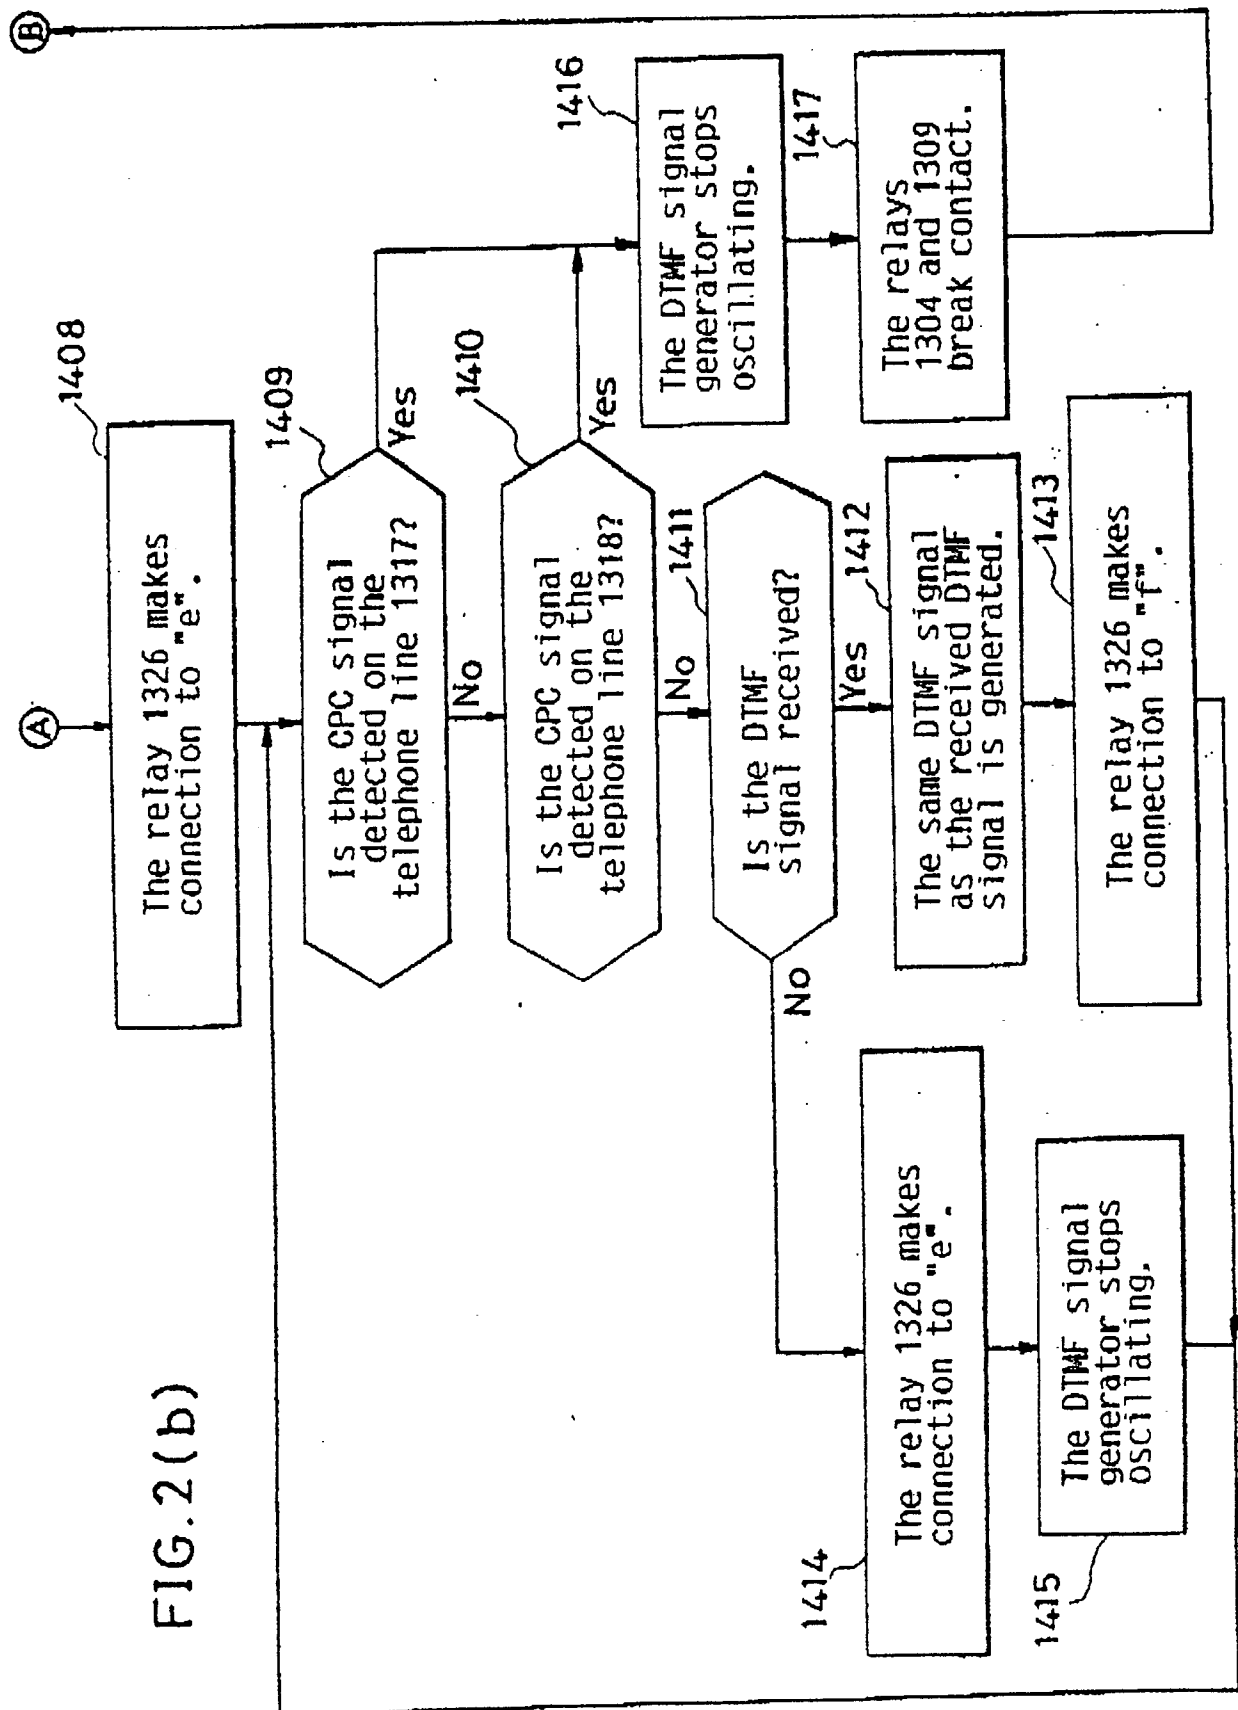 FIG.2(b)
A
1408
The relay 1326 makes
connection to "e".
1409
Is the CPC signal
detected on the
telephone line 1317?
Yes
No
1410
Is the CPC signal
detected on the
telephone line 1318?
Yes
No
1411
Is the DTMF
signal received?
No
Yes
1412
The same DTMF signal
as the received DTMF
signal is generated.
1413
The relay 1326 makes
connection to "f".
1414
The relay 1326 makes
connection to "e".
1415
The DTMF signal
generator stops
oscillating.
1416
The DTMF signal
generator stops
oscillating.
1417
The relays
1304 and 1309
break contact.
B